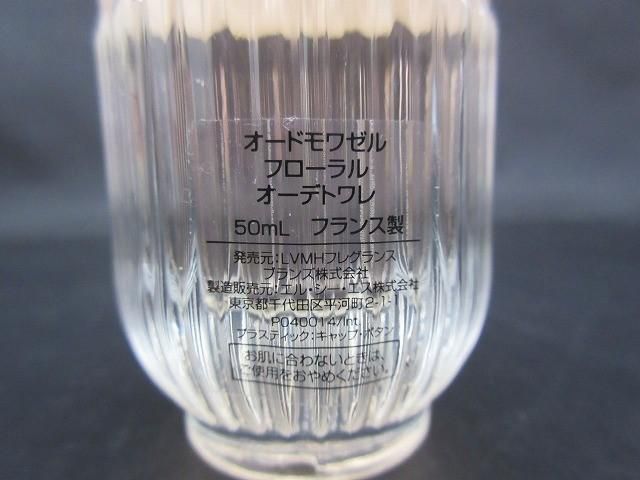 オードモワゼル
フローラル
オーデトワレ
50mL　フランス製
発売元：LVMHフレグランス
ブランズ株式会社
製造販売元：エル・シー・エス株式会社
東京都千代田区平河町2-1-1
P040014/Int.
プラスティック：キャップ・ボタン
お肌に合わないときは、
ご使用をおやめください。